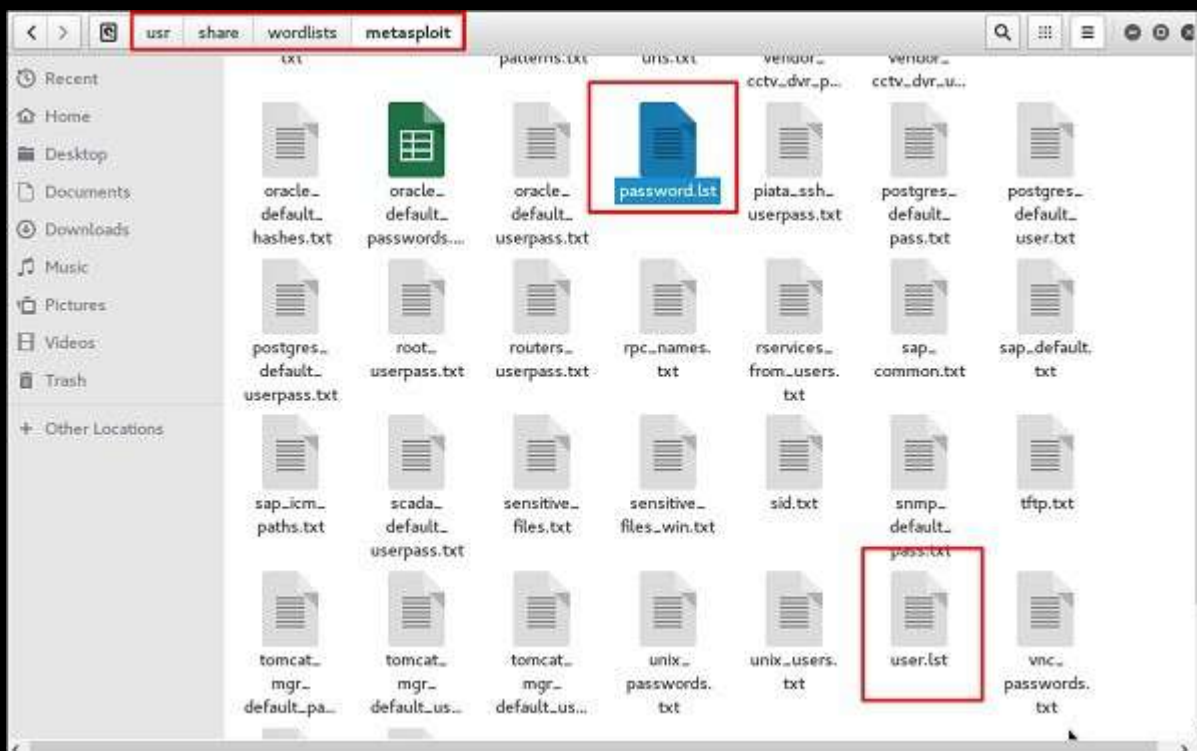 usr share wordlists metasploit
Recent
Home
Desktop
Documents
Downloads
Music
Pictures
Videos
Trash
+ Other Locations
txt patterns.txt urls.txt vendor_ vendor_
cctv_dvr_p... cctv_dvr_u...
oracle_ oracle_ oracle_ password.lst piata_ssh_ postgres_ postgres_
default_ default_ default_ userpass.txt default_ default_
hashes.txt passwords.... userpass.txt pass.txt user.txt
postgres_ root_ routers_ rpc_names. rservices_ sap_ sap_default.
default_ userpass.txt userpass.txt txt from_users. common.txt txt
userpass.txt txt
sap_icm_ scada_ sensitive_ sensitive_ sid.txt snmp_ tftp.txt
paths.txt default_ files.txt files_win.txt default_
userpass.txt pass.txt
tomcat_ tomcat_ tomcat_ unix_ unix_users. user.lst vnc_
mgr_ mgr_ mgr_ passwords. txt passwords.
default_pa... default_us... default_us... txt txt